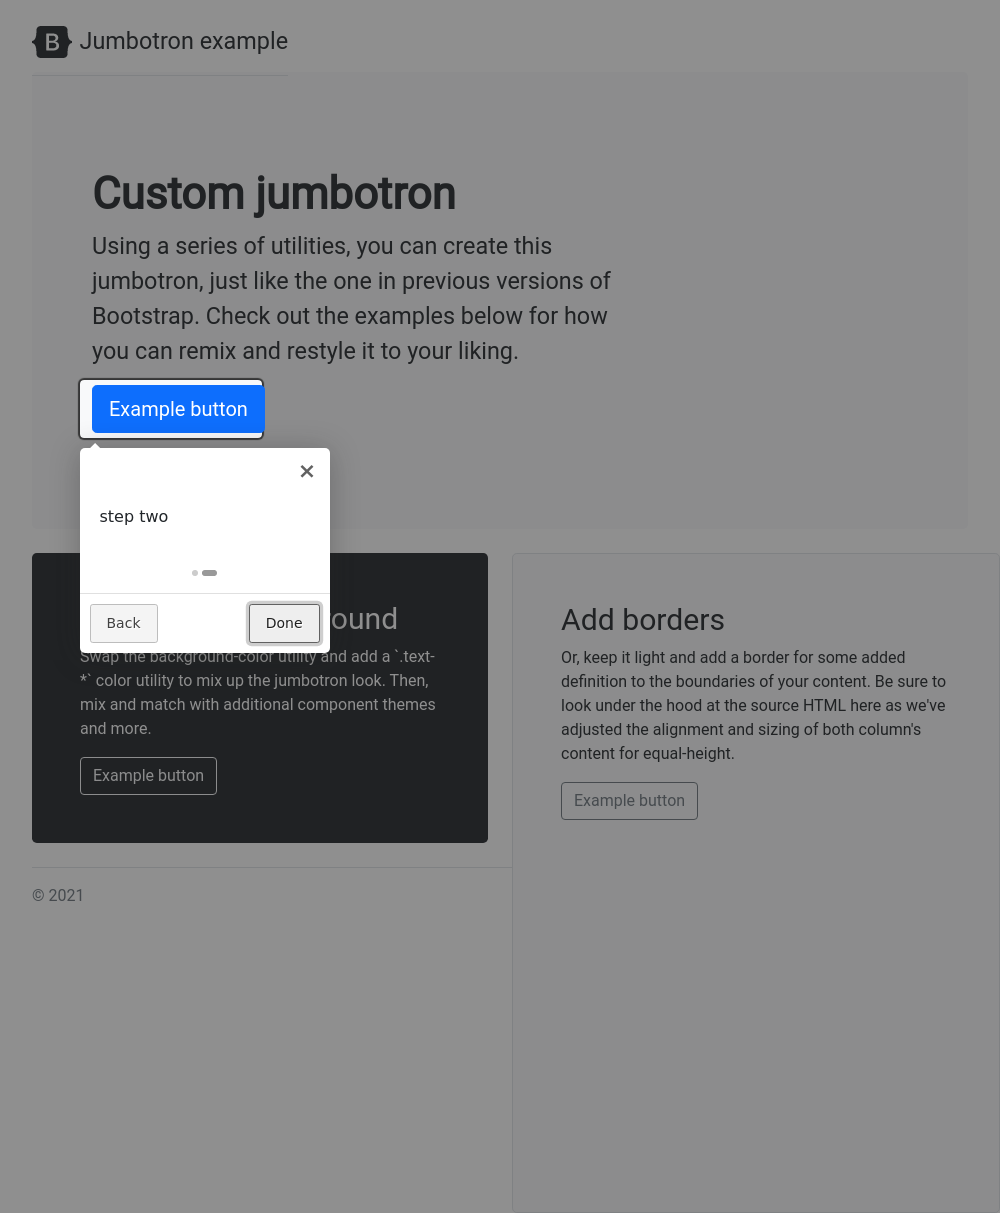 B Jumbotron example
Custom jumbotron
Using a series of utilities, you can create this
jumbotron, just like the one in previous versions of
Bootstrap. Check out the examples below for how
you can remix and restyle it to your liking.
Example button
×
step two
Back
Done
ound
Swap the background-color utility and add a `.text-
*` color utility to mix up the jumbotron look. Then,
mix and match with additional component themes
and more.
Example button
Add borders
Or, keep it light and add a border for some added
definition to the boundaries of your content. Be sure to
look under the hood at the source HTML here as we've
adjusted the alignment and sizing of both column's
content for equal-height.
Example button
© 2021